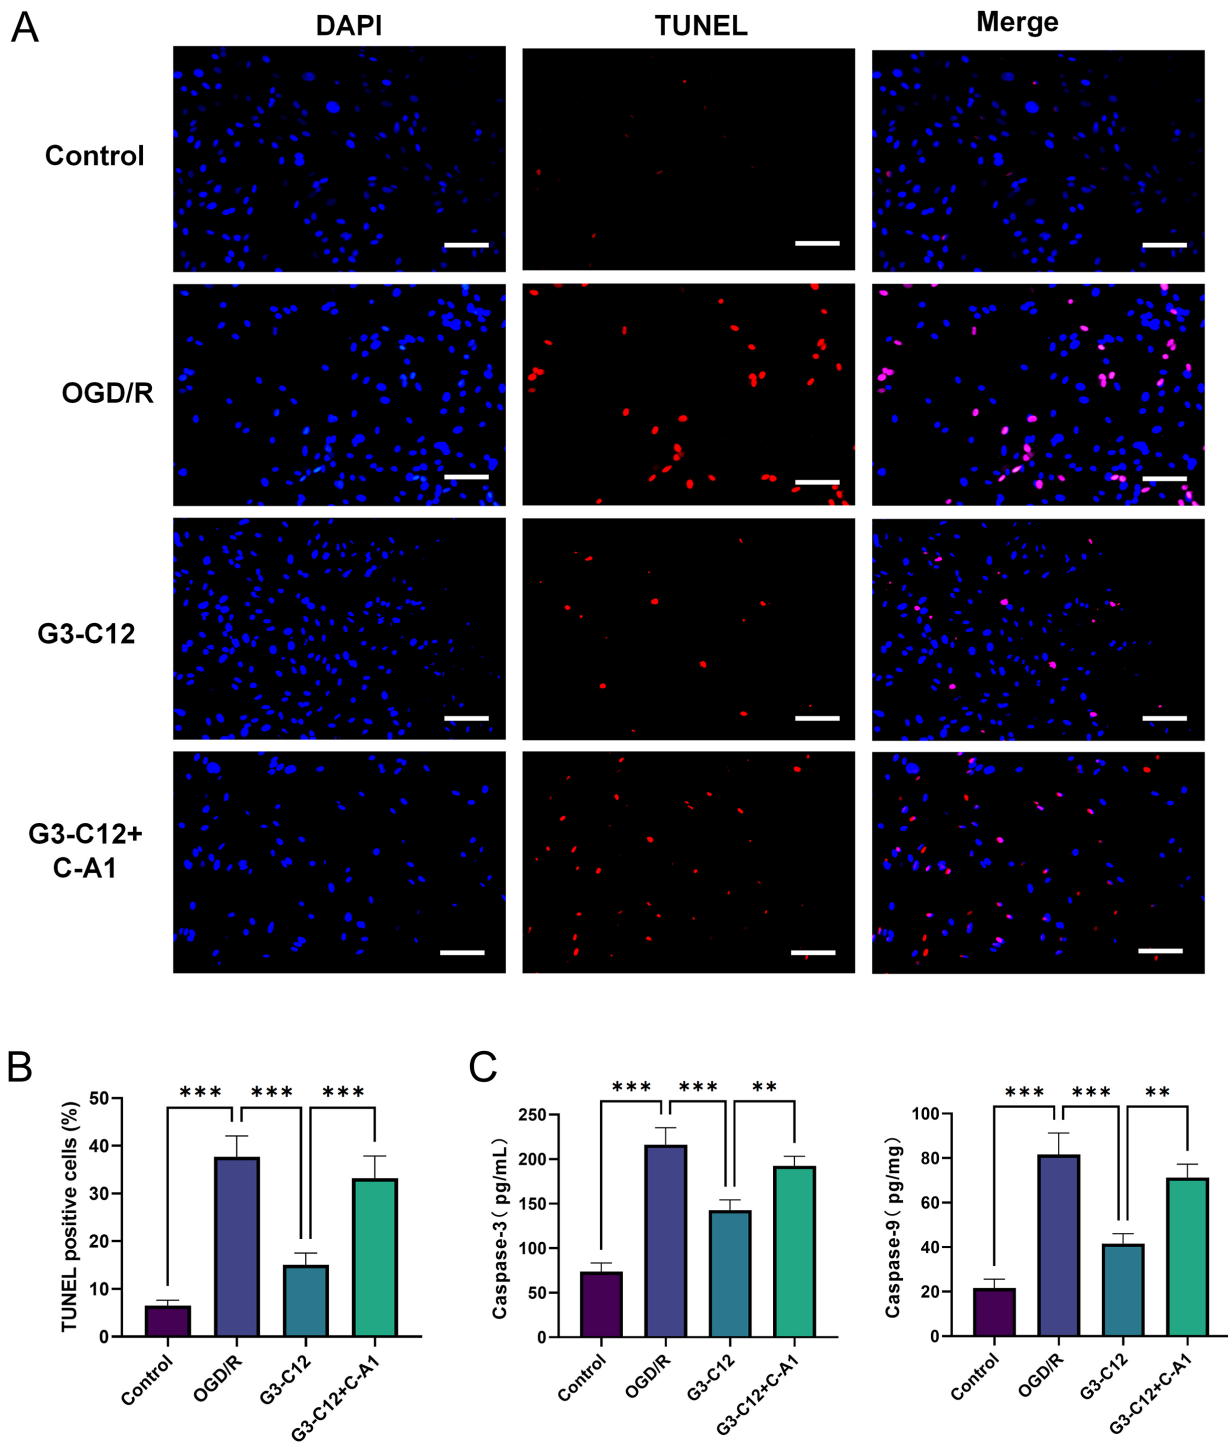 A
DAPI
TUNEL
Merge
Control
OGD/R
G3-C12
G3-C12+
C-A1
B
TUNEL positive cells (%)
50
40
30
20
10
0
***
***
***
Control
OGD/R
G3-C12
G3-C12+C-A1
C
Caspase-3( pg/mL)
250
200
150
100
50
0
***
***
**
Control
OGD/R
G3-C12
G3-C12+C-A1
Caspase-9( pg/mg)
100
80
60
40
20
0
***
***
**
Control
OGD/R
G3-C12
G3-C12+C-A1